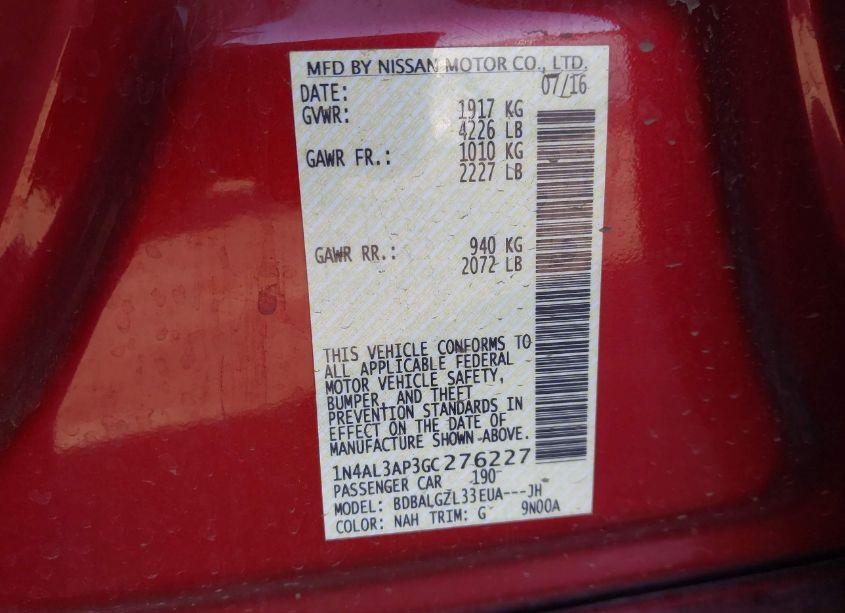 MFD BY NISSAN MOTOR CO., LTD.
DATE: 07/16
GVWR: 1917 KG
4226 LB
GAWR FR.: 1010 KG
2227 LB
GAWR RR.: 940 KG
2072 LB
THIS VEHICLE CONFORMS TO
ALL APPLICABLE FEDERAL
MOTOR VEHICLE SAFETY,
BUMPER, AND THEFT
PREVENTION STANDARDS IN
EFFECT ON THE DATE OF
MANUFACTURE SHOWN ABOVE.
1N4AL3AP3GC276227
PASSENGER CAR 190
MODEL: BDBALGZL33EUA---JH
COLOR: NAH TRIM: G 9N00A